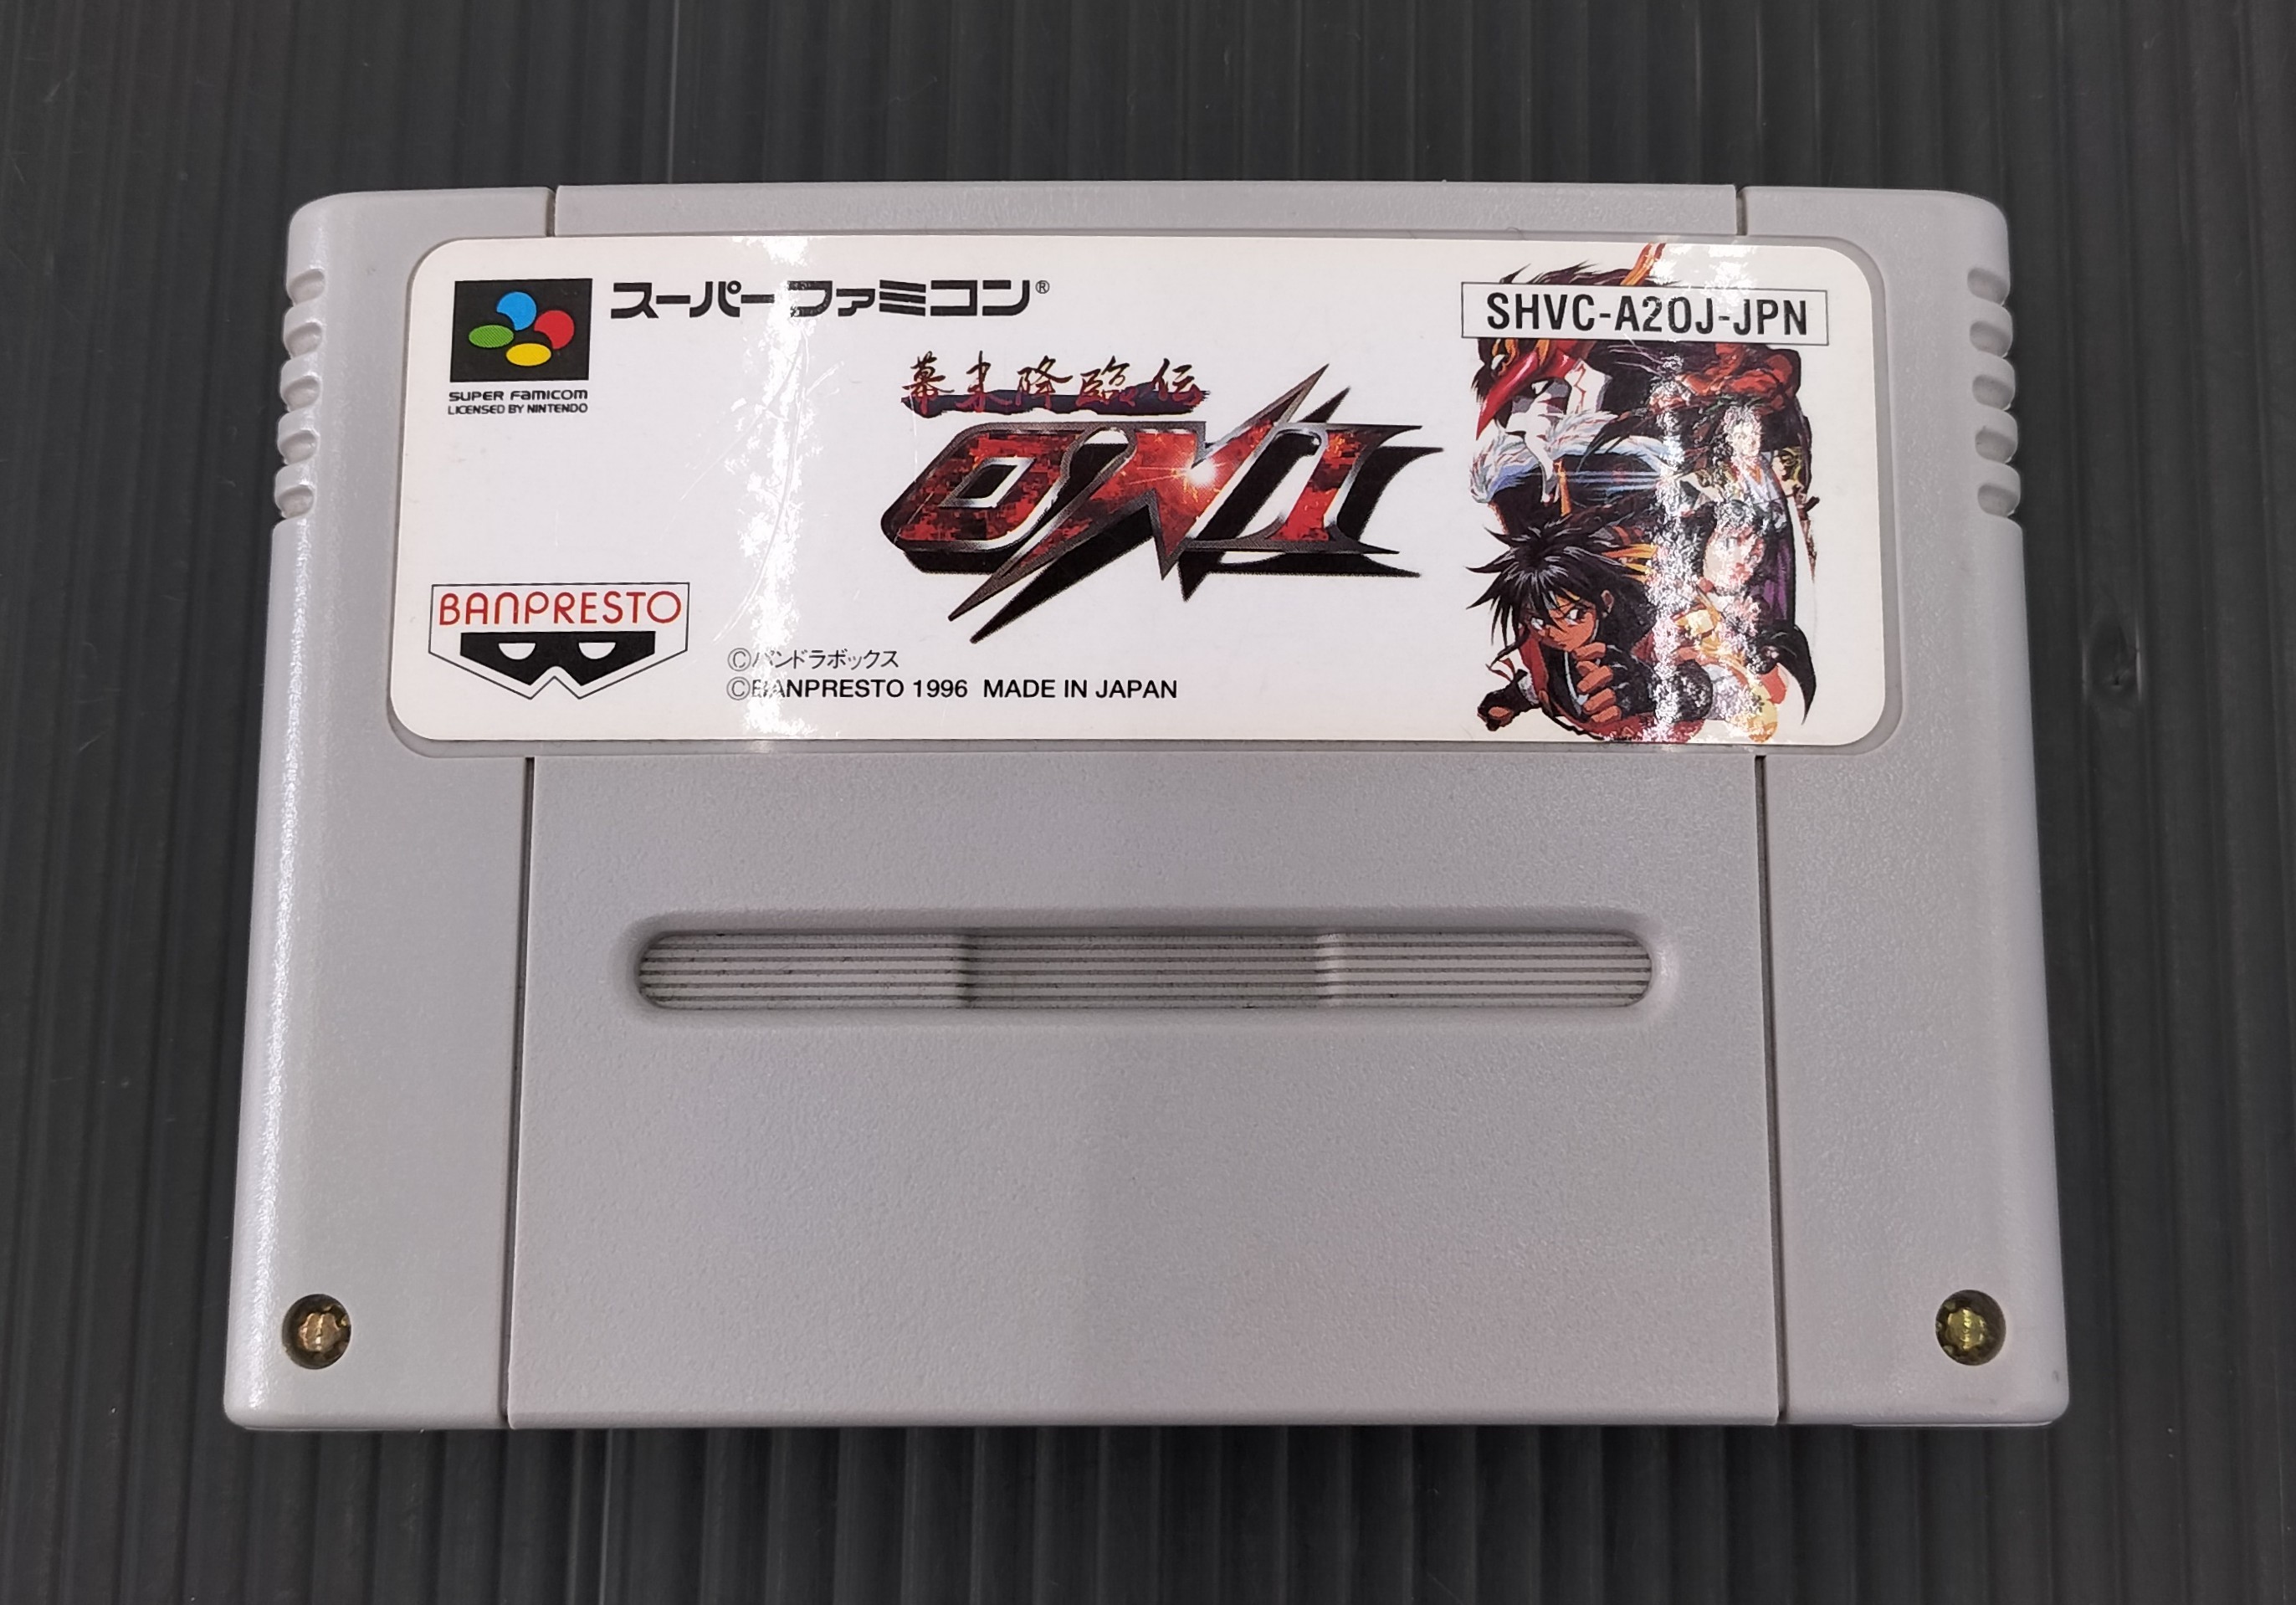 スーパーファミコン®
SUPER FAMICOM
LICENSED BY NINTENDO
SHVC-A2OJ-JPN
幕末降臨伝
ONI
BANPRESTO
©パンドラボックス
©BANPRESTO 1996 MADE IN JAPAN